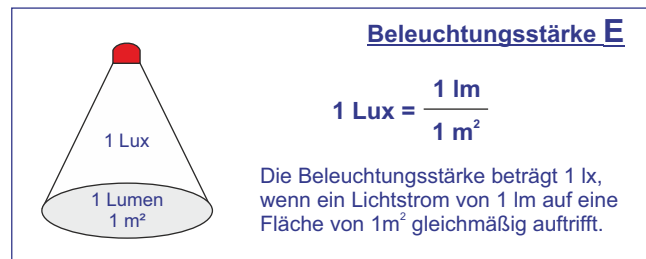 Beleuchtungsstärke E
1 Lux = 1 lm / 1 m²
1 Lux
1 Lumen
1 m²
Die Beleuchtungsstärke beträgt 1 lx,
wenn ein Lichtstrom von 1 lm auf eine
Fläche von 1m² gleichmäßig auftrifft.